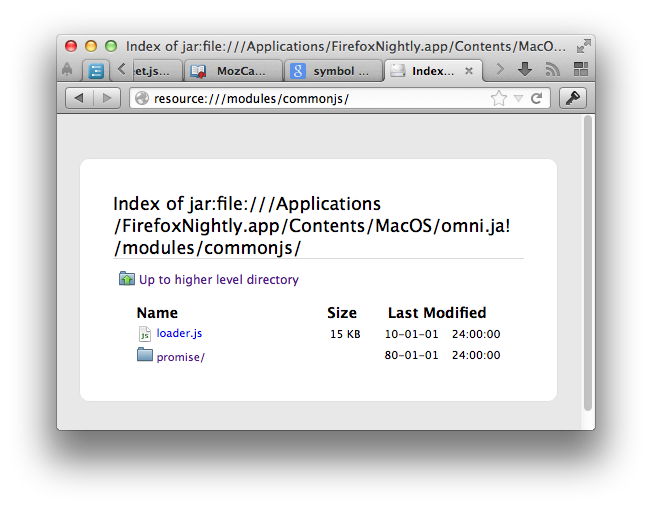 Index of jar:file:///Applications/FirefoxNightly.app/Contents/MacO...
et.js...
MozCa...
symbol ...
Index...
resource:///modules/commonjs/
Index of jar:file:///Applications
/FirefoxNightly.app/Contents/MacOS/omni.ja!
/modules/commonjs/
Up to higher level directory
Name Size Last Modified
loader.js 15 KB 10-01-01 24:00:00
promise/ 80-01-01 24:00:00